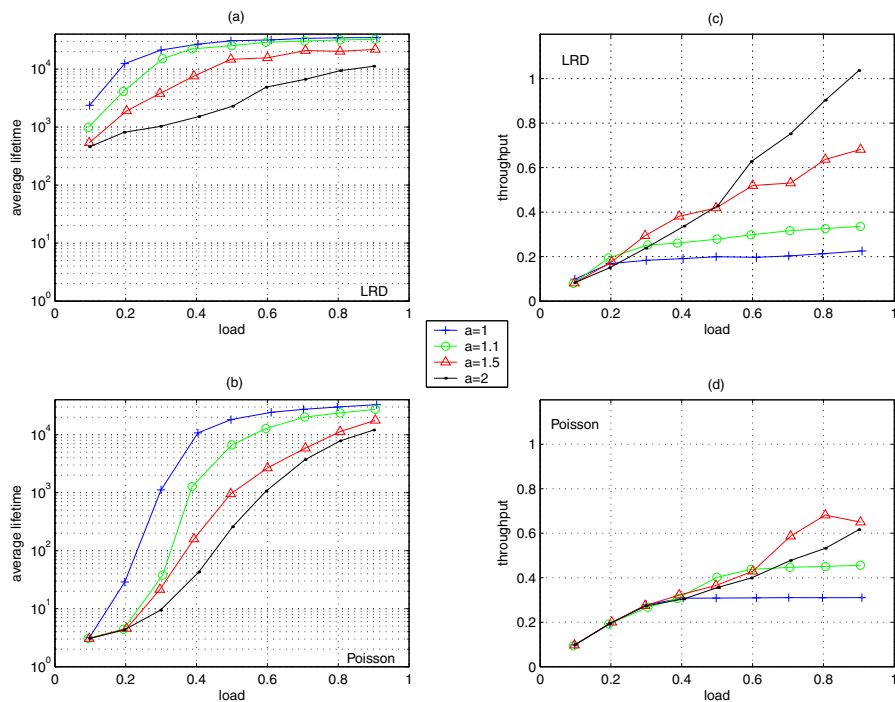 (a)
average lifetime
10^4
10^3
10^2
10^1
10^0
0 0.2 0.4 0.6 0.8 1
load
LRD
(c)
throughput
1
0.8
0.6
0.4
0.2
0
0 0.2 0.4 0.6 0.8 1
load
LRD
a=1
a=1.1
a=1.5
a=2
(b)
average lifetime
10^4
10^3
10^2
10^1
10^0
0 0.2 0.4 0.6 0.8 1
load
Poisson
(d)
throughput
1
0.8
0.6
0.4
0.2
0
0 0.2 0.4 0.6 0.8 1
load
Poisson